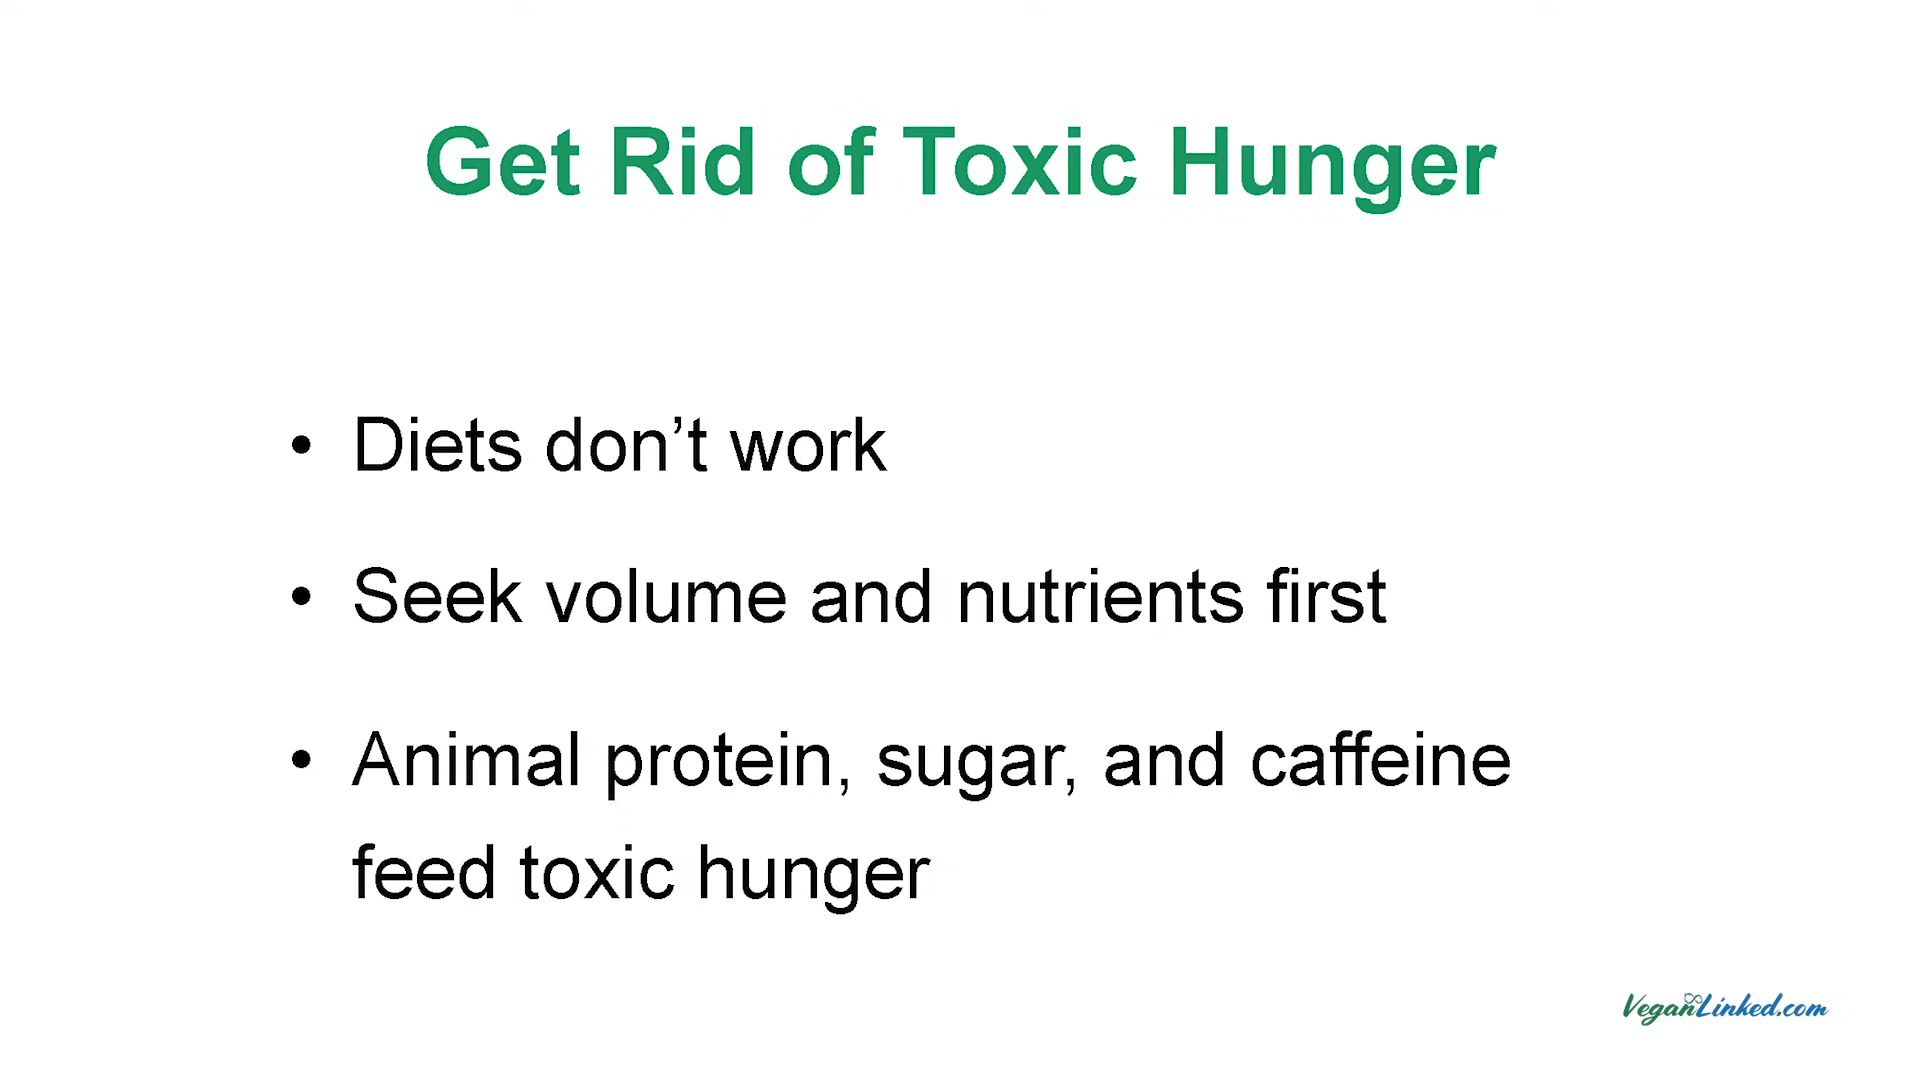 Get Rid of Toxic Hunger
• Diets don’t work
• Seek volume and nutrients first
• Animal protein, sugar, and caffeine
feed toxic hunger
VeganLinked.com